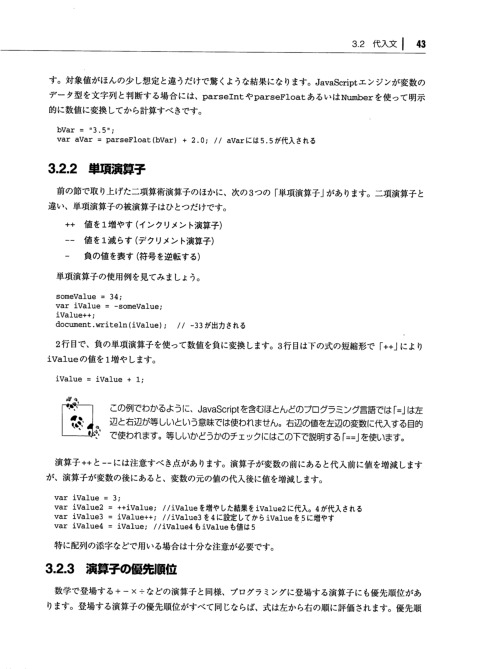 3.2　代入文 | 43
す。対象値がほんの少し想定と違うだけで驚くような結果になります。JavaScriptエンジンが変数の
データ型を文字列と判断する場合には、parseIntやparseFloatあるいはNumberを使って明示
的に数値に変換してから計算すべきです。
bVar = "3.5";
var aVar = parseFloat(bVar) + 2.0; // aVarには5.5が代入される
3.2.2　単項演算子
前の節で取り上げた二項算術演算子のほかに、次の3つの「単項演算子」があります。二項演算子と
違い、単項演算子の被演算子はひとつだけです。
++　値を1増やす (インクリメント演算子)
--　値を1減らす (デクリメント演算子)
-　負の値を表す (符号を逆転する)
単項演算子の使用例を見てみましょう。
someValue = 34;
var iValue = -someValue;
iValue++;
document.writeln(iValue); // -33が出力される
2行目で、負の単項演算子を使って数値を負に変換します。3行目は下の式の短縮形で「++」により
iValueの値を1増やします。
iValue = iValue + 1;
この例でわかるように、JavaScriptを含むほとんどのプログラミング言語では「=」は左
辺と右辺が等しいという意味では使われません。右辺の値を左辺の変数に代入する目的
で使われます。等しいかどうかのチェックにはこの下で説明する「==」を使います。
演算子++と--には注意すべき点があります。演算子が変数の前にあると代入前に値を増減します
が、演算子が変数の後にあると、変数の元の値の代入後に値を増減します。
var iValue = 3;
var iValue2 = ++iValue; //iValueを増やした結果をiValue2に代入。4が代入される
var iValue3 = iValue++; //iValue3を4に設定してからiValueを5に増やす
var iValue4 = iValue; //iValue4もiValueも値は5
特に配列の添字などで用いる場合は十分な注意が必要です。
3.2.3　演算子の優先順位
数学で登場する＋－×÷などの演算子と同様、プログラミングに登場する演算子にも優先順位があ
ります。登場する演算子の優先順位がすべて同じならば、式は左から右の順に評価されます。優先順